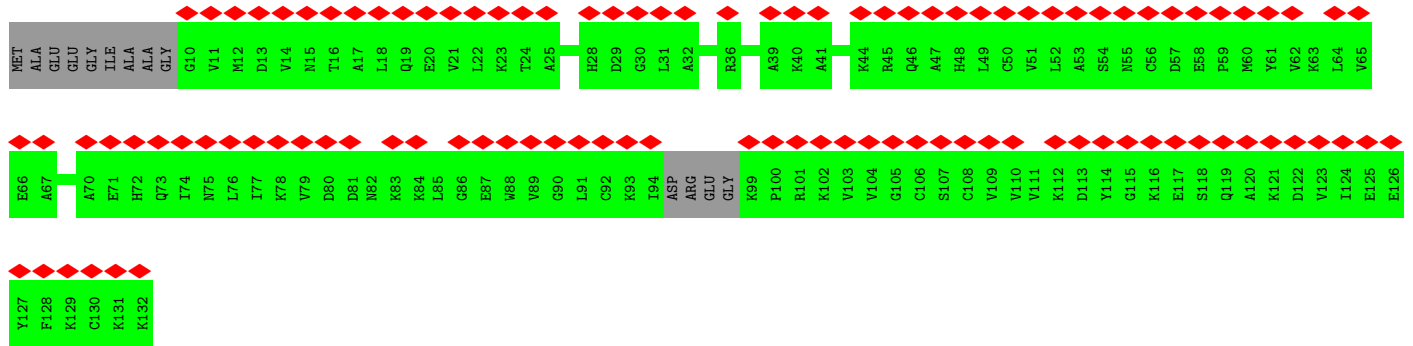 MET ALA GLU GLU GLY ILE ALA ALA GLY G10 V11 M12 D13 V14 N15 T16 A17 L18 Q19 E20 V21 L22 K23 T24 A25 H28 D29 G30 L31 A32 R36 A39 K40 A41 K44 R45 Q46 A47 H48 L49 C50 V51 L52 A53 S54 N55 C56 D57 E58 P59 M60 Y61 V62 K63 L64 V65
E66 A67 A70 E71 H72 Q73 I74 N75 L76 I77 K78 V79 D80 D81 N82 K83 K84 L85 G86 E87 W88 V89 G90 L91 C92 K93 I94 ASP ARG GLU GLY K99 P100 R101 K102 V103 V104 G105 C106 S107 C108 V109 V110 V111 K112 D113 Y114 G115 K116 E117 S118 Q119 A120 K121 D122 V123 I124 E125 E126
Y127 F128 K129 C130 K131 K132